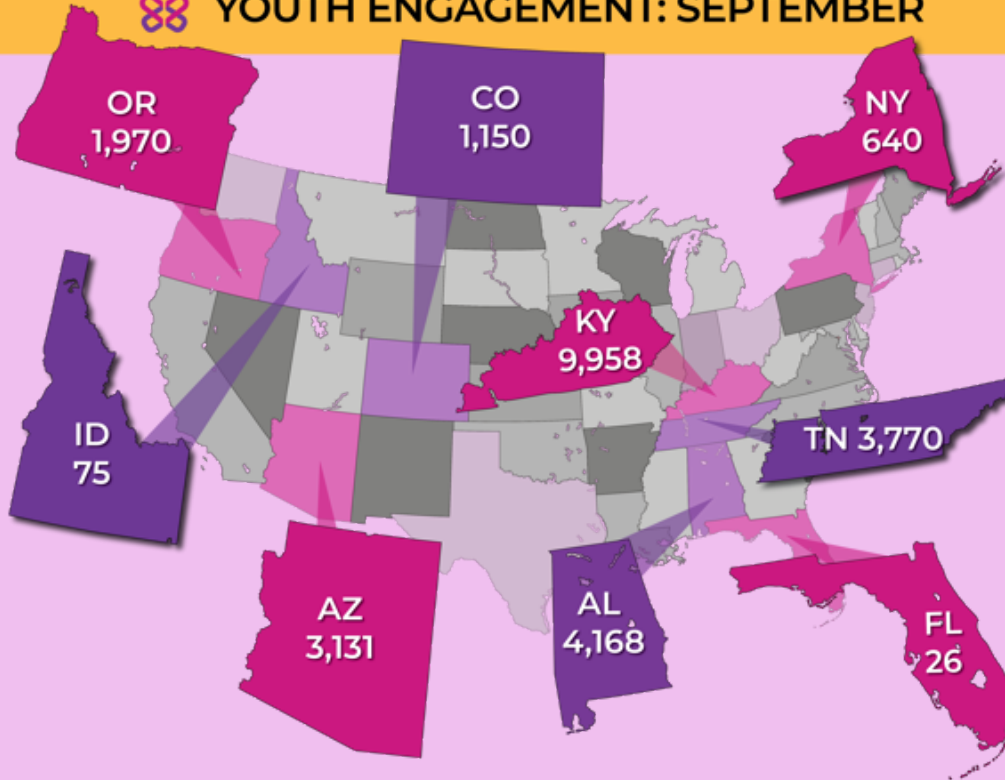 YOUTH ENGAGEMENT: SEPTEMBER
OR
1,970
CO
1,150
NY
640
KY
9,958
ID
75
TN 3,770
AZ
3,131
AL
4,168
FL
26